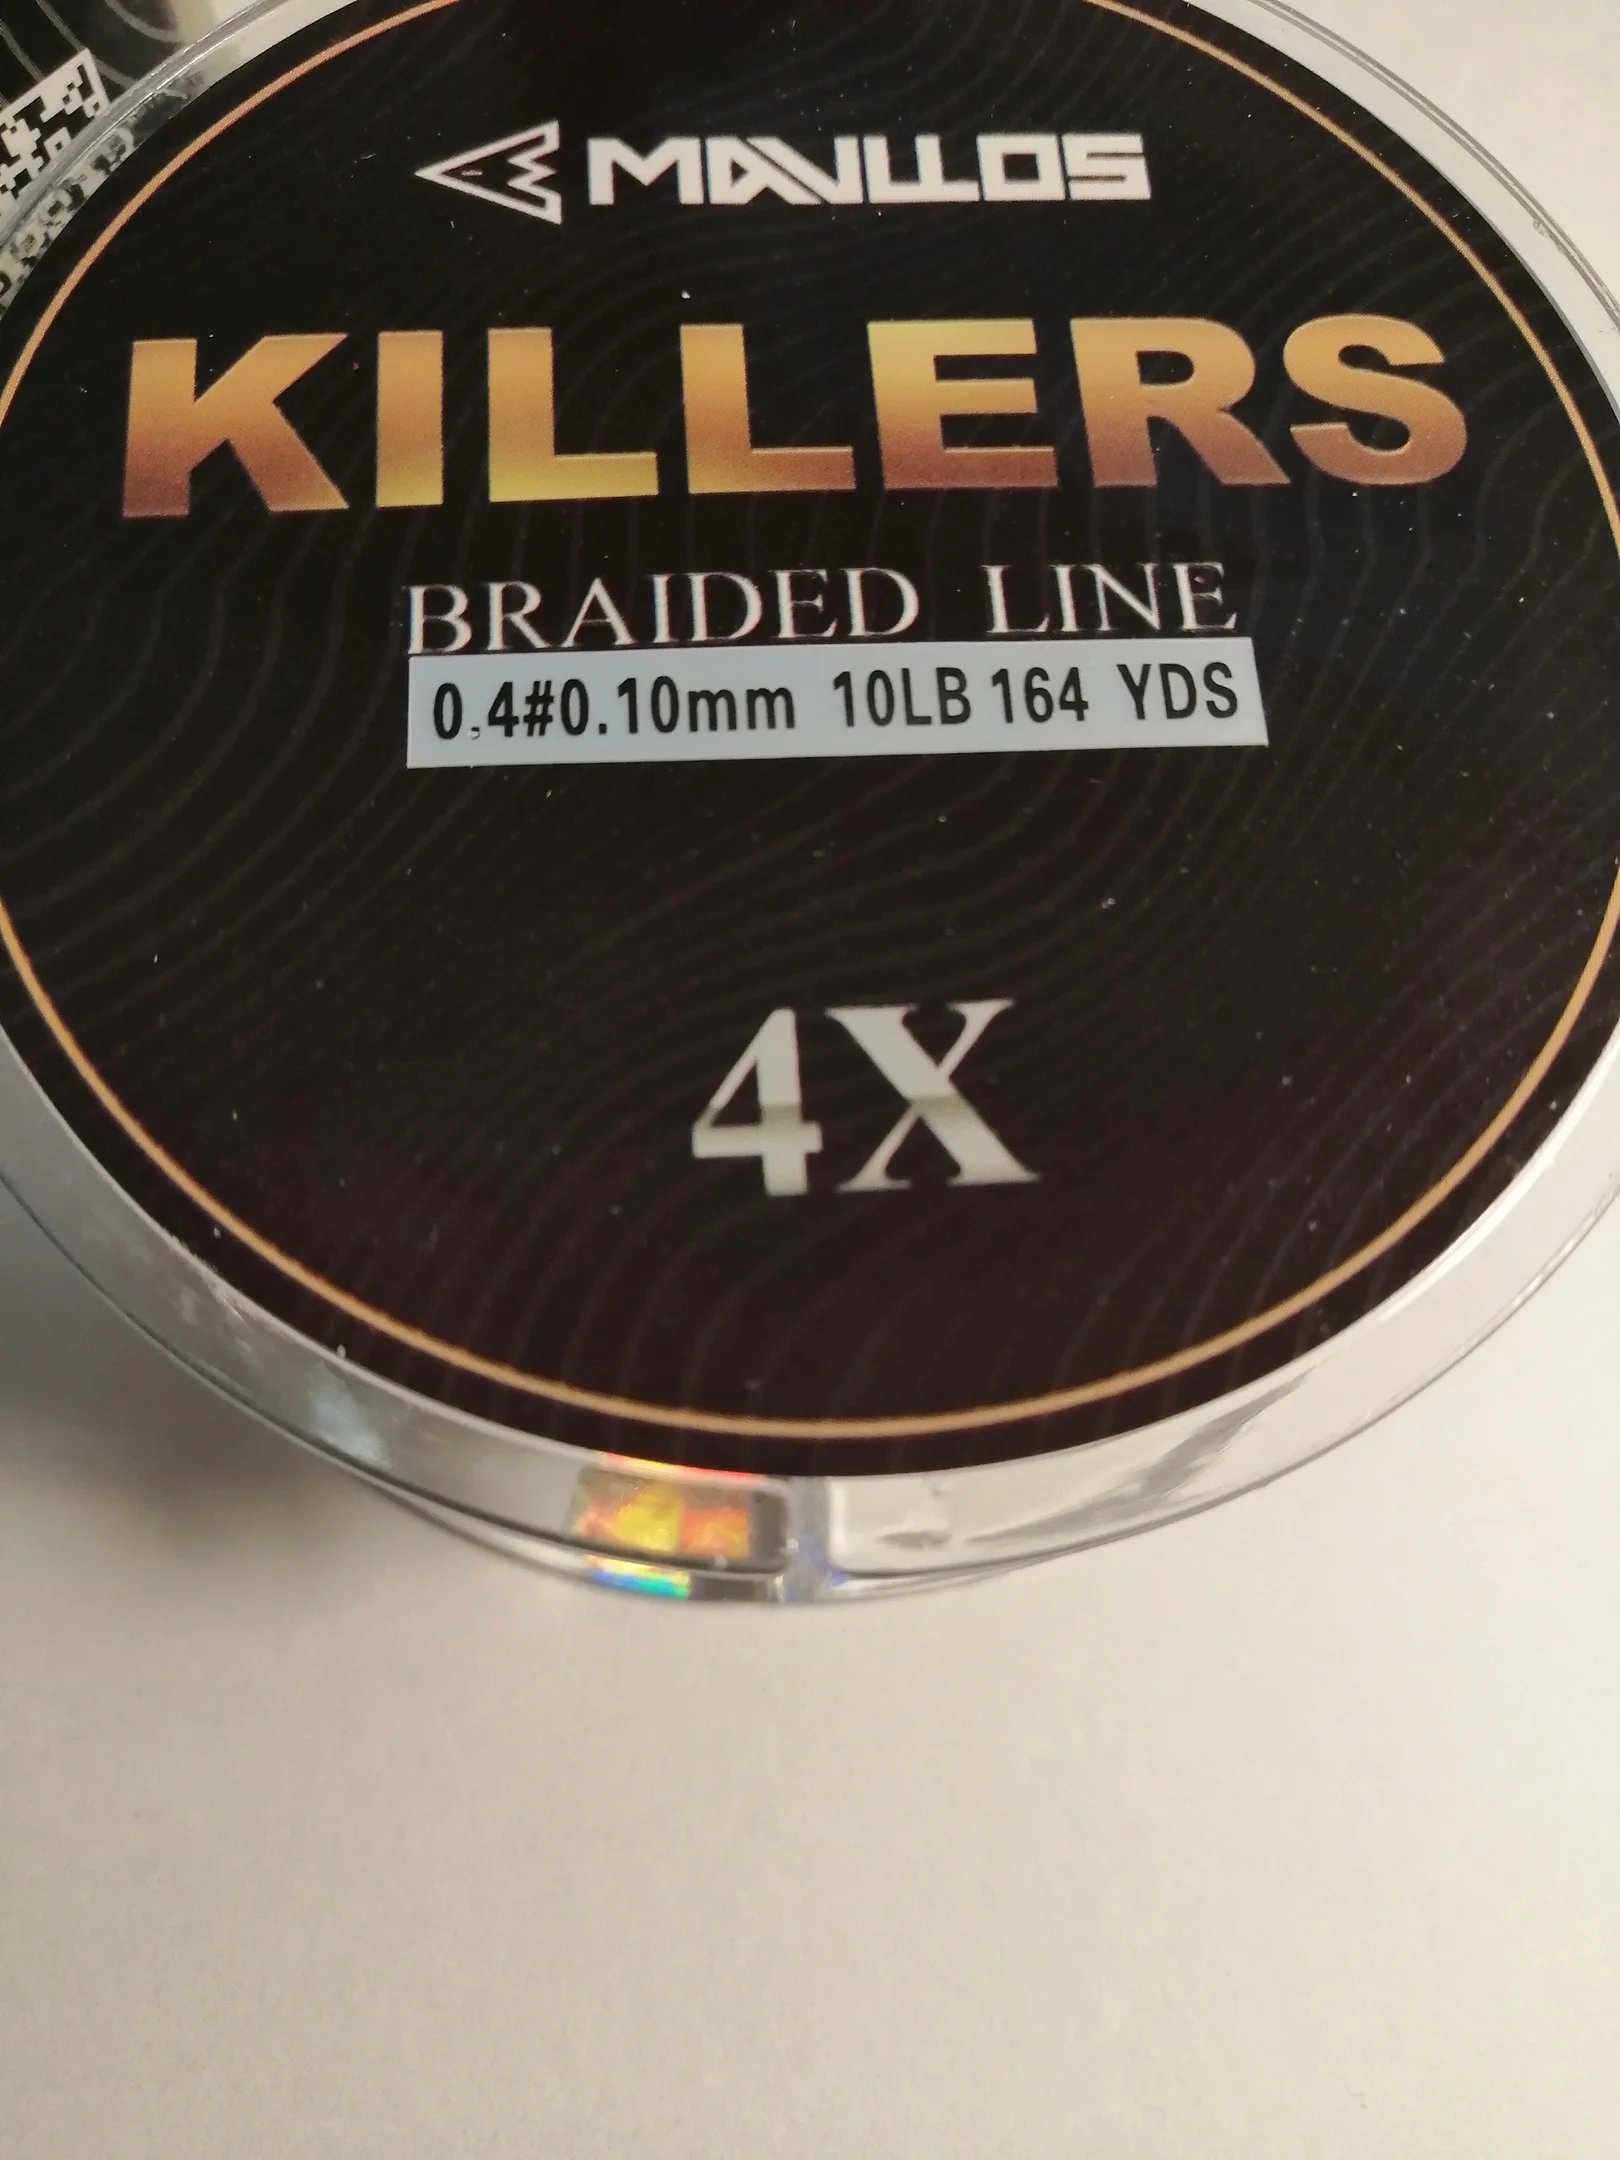 MAVLLOS
KILLERS
BRAIDED LINE
0.4#0.10mm 10LB 164 YDS
4X